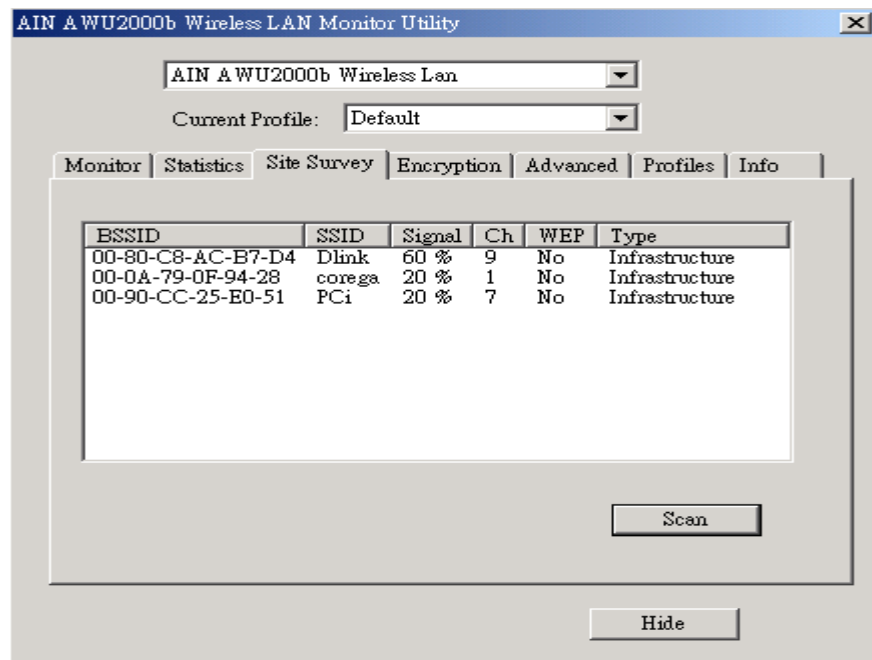 AIN AWU2000b Wireless LAN Monitor Utility
AIN AWU2000b Wireless Lan
Current Profile: Default
Monitor Statistics Site Survey Encryption Advanced Profiles Info
BSSID SSID Signal Ch WEP Type
00-80-C8-AC-B7-D4 Dlink 60 % 9 No Infrastructure
00-0A-79-0F-94-28 corega 20 % 1 No Infrastructure
00-90-CC-25-E0-51 PCi 20 % 7 No Infrastructure
Scan
Hide